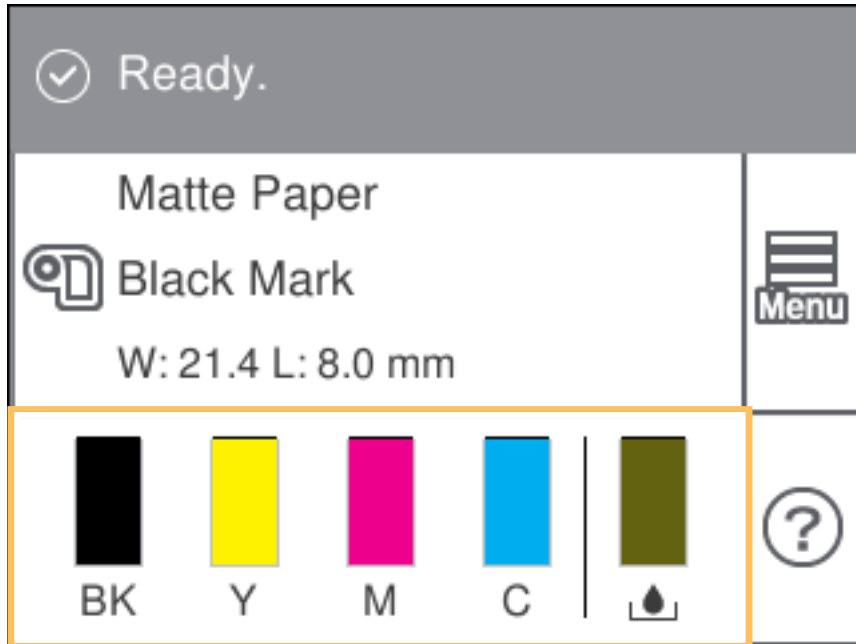 Ready.
Matte Paper
Black Mark
W: 21.4 L: 8.0 mm
Menu
BK Y M C
?